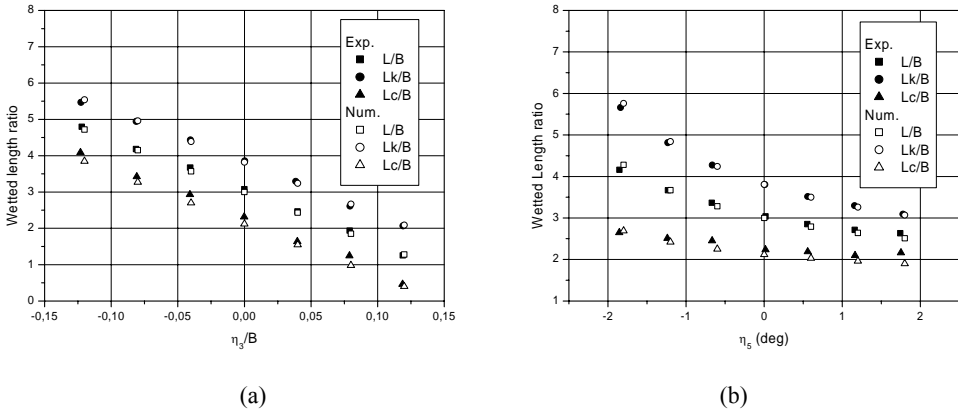 8
7
6
5
4
3
2
1
0
Wetted length ratio
-0,15
-0,10
-0,05
0,00
0,05
0,10
0,15
η3/B
Exp.
L/B
Lk/B
Lc/B
Num.
L/B
Lk/B
Lc/B
(a)
8
7
6
5
4
3
2
1
Wetted Length ratio
-2
-1
0
1
2
η5 (deg)
Exp.
L/B
Lk/B
Lc/B
Num.
L/B
Lk/B
Lc/B
(b)